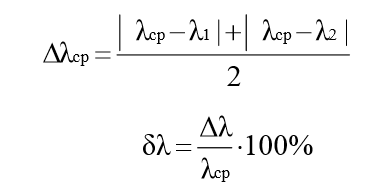 Δλср = | λср − λ1 | + | λср − λ2 | / 2
δλ = Δλ / λср · 100%